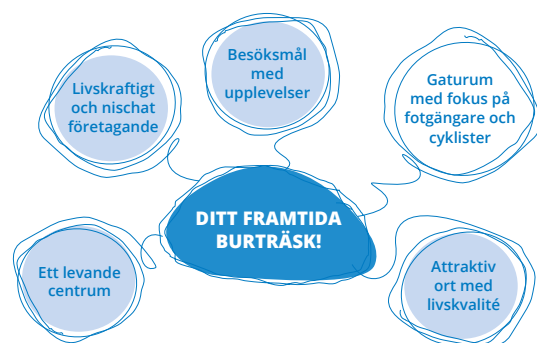 Besöksmål
med
upplevelser
Livskraftigt
och nischat
företagande
Gaturum
med fokus på
fotgängare och
cyklister
DITT FRAMTIDA
BURTRÄSK!
Ett levande
centrum
Attraktiv
ort med
livskvalité